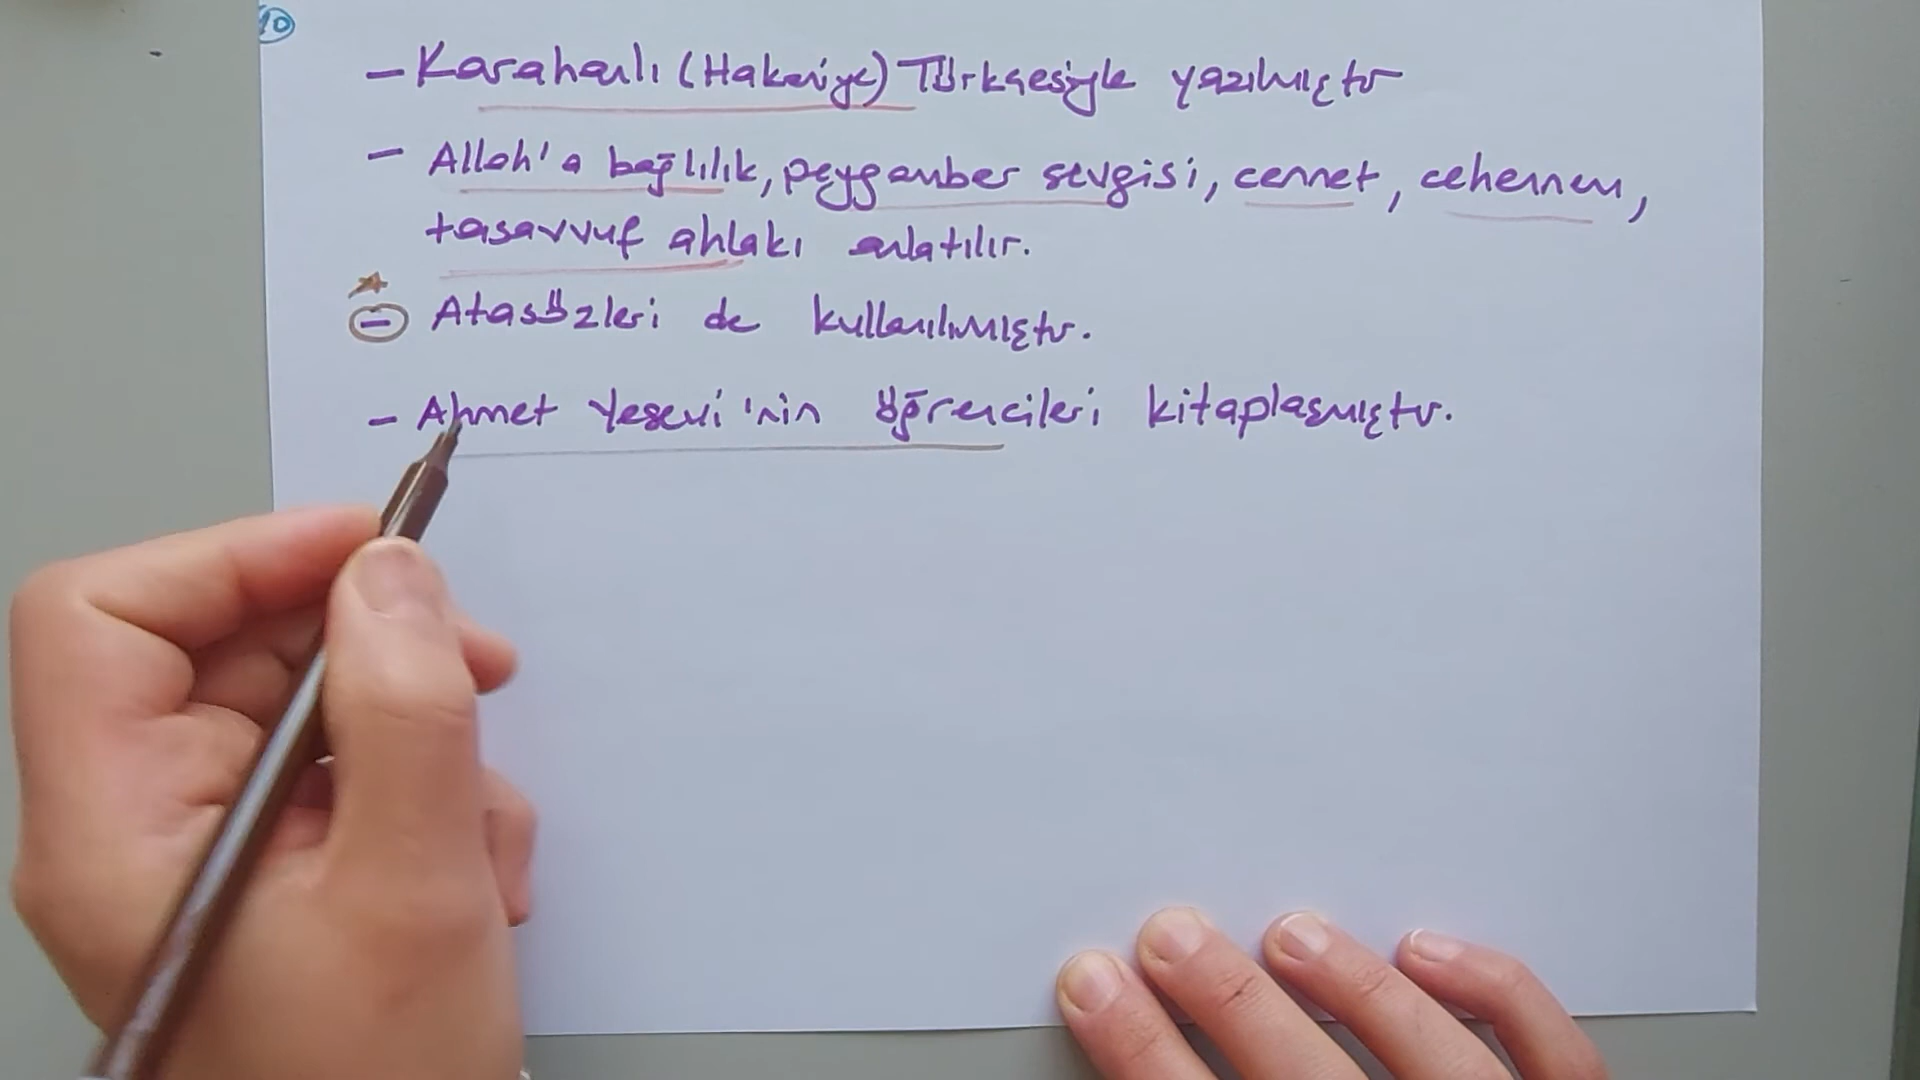 10
- Karahanlı (Hakaniye) Türkçesiyle yazılmıştır
- Allah'a bağlılık, peygamber sevgisi, cennet, cehennem,
tasavvuf ahlakı anlatılır.
- Atasözleri de kullanılmıştır.
- Ahmet Yesevi'nin öğrencileri kitaplaşmıştır.